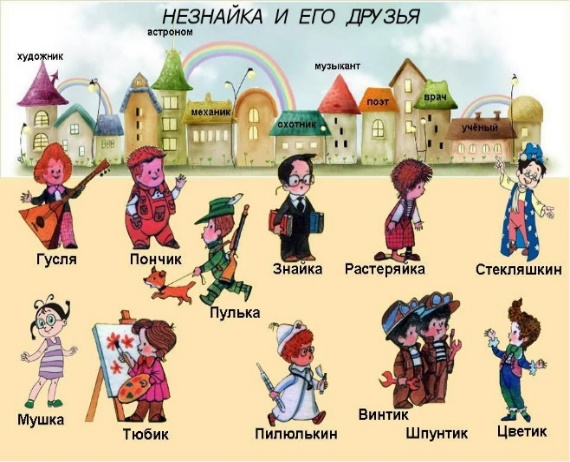 НЕЗНАЙКА И ЕГО ДРУЗЬЯ
астроном
художник
музыкант
механик
охотник
поэт
врач
учёный
Гусля
Пончик
Пулька
Знайка
Растеряйка
Стекляшкин
Мушка
Тюбик
Пилюлькин
Винтик
Шпунтик
Цветик